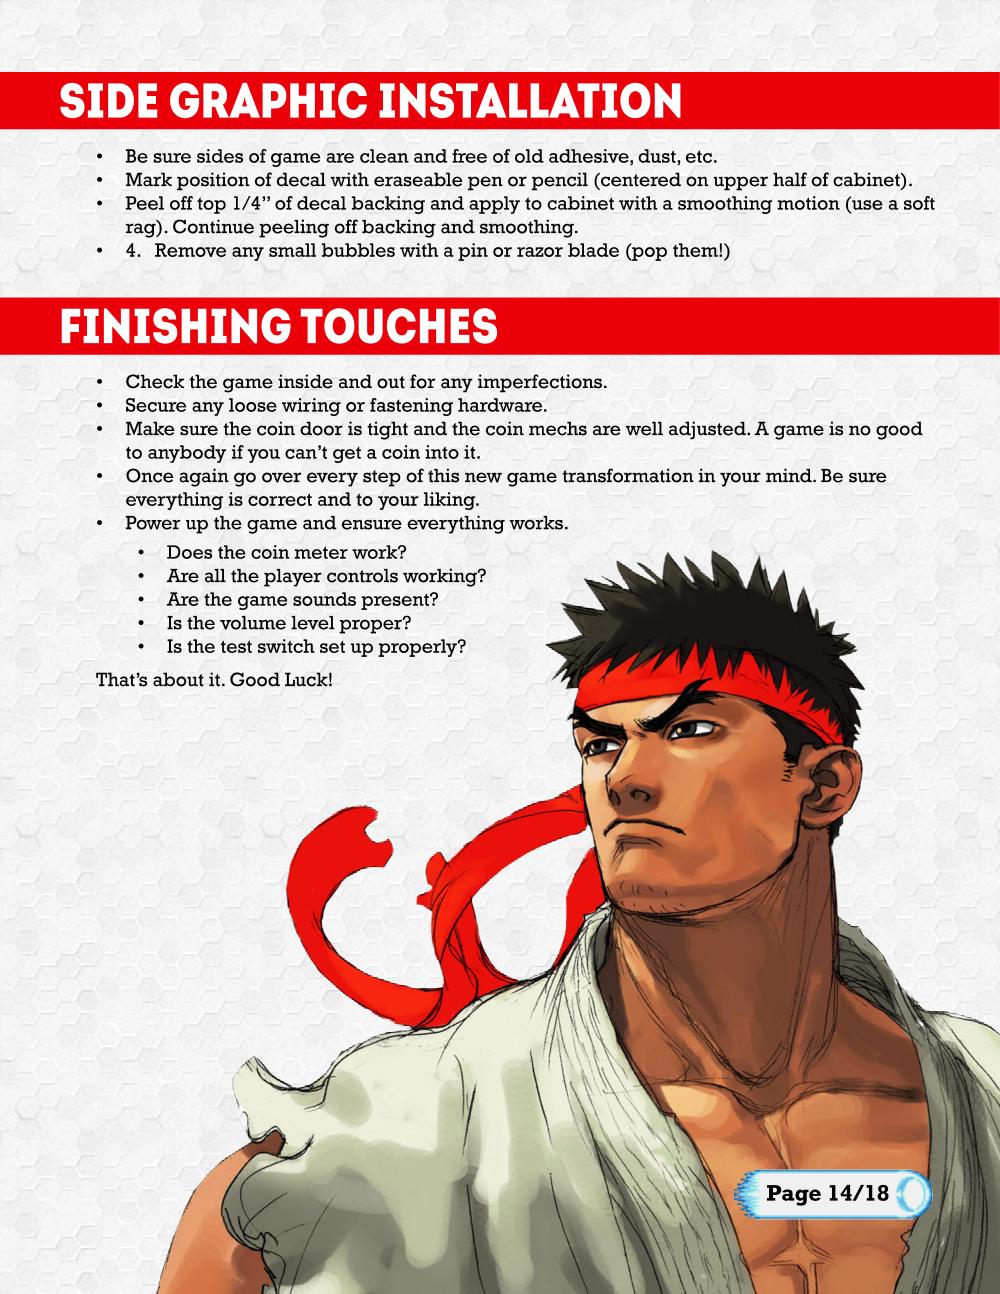 SIDE GRAPHIC INSTALLATION
• Be sure sides of game are clean and free of old adhesive, dust, etc.
• Mark position of decal with eraseable pen or pencil (centered on upper half of cabinet).
• Peel off top 1/4” of decal backing and apply to cabinet with a smoothing motion (use a soft
rag). Continue peeling off backing and smoothing.
• 4. Remove any small bubbles with a pin or razor blade (pop them!)
FINISHING TOUCHES
• Check the game inside and out for any imperfections.
• Secure any loose wiring or fastening hardware.
• Make sure the coin door is tight and the coin mechs are well adjusted. A game is no good
to anybody if you can’t get a coin into it.
• Once again go over every step of this new game transformation in your mind. Be sure
everything is correct and to your liking.
• Power up the game and ensure everything works.
• Does the coin meter work?
• Are all the player controls working?
• Are the game sounds present?
• Is the volume level proper?
• Is the test switch set up properly?
That’s about it. Good Luck!
Page 14/18